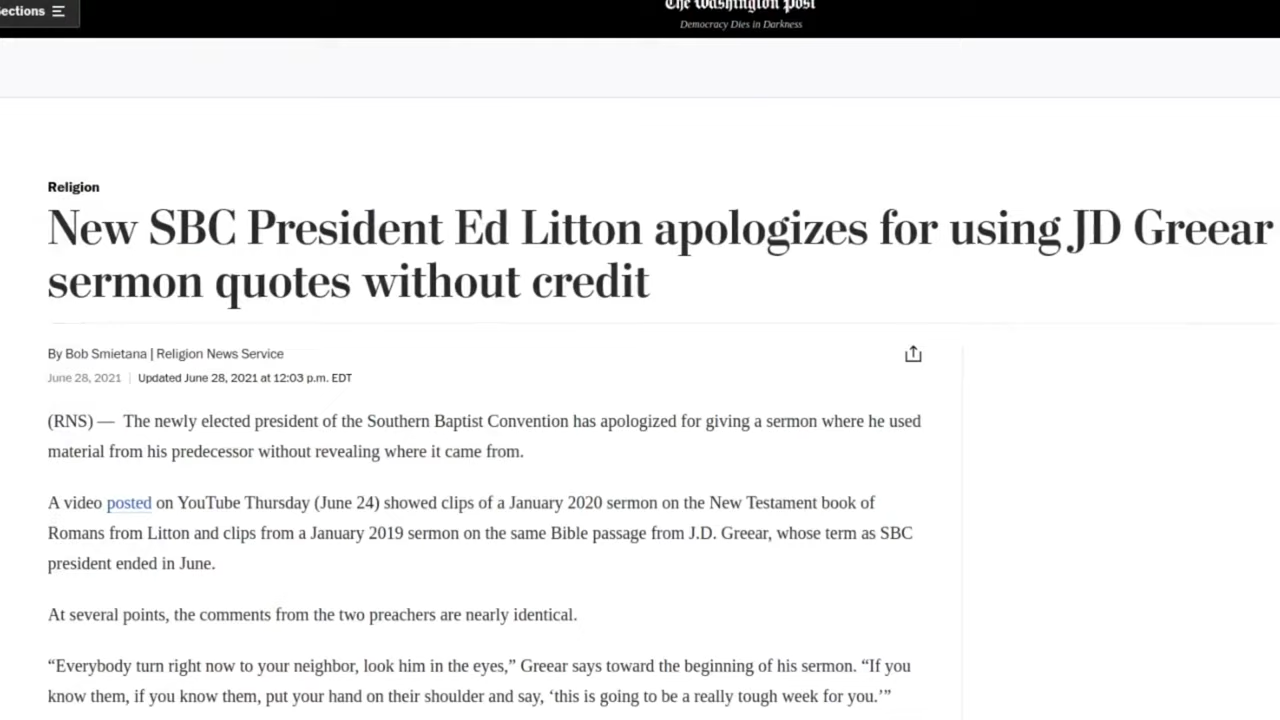 ections
The Washington Post
Democracy Dies in Darkness
Religion
New SBC President Ed Litton apologizes for using JD Greear
sermon quotes without credit
By Bob Smietana | Religion News Service
June 28, 2021 | Updated June 28, 2021 at 12:03 p.m. EDT
(RNS) — The newly elected president of the Southern Baptist Convention has apologized for giving a sermon where he used
material from his predecessor without revealing where it came from.
A video posted on YouTube Thursday (June 24) showed clips of a January 2020 sermon on the New Testament book of
Romans from Litton and clips from a January 2019 sermon on the same Bible passage from J.D. Greear, whose term as SBC
president ended in June.
At several points, the comments from the two preachers are nearly identical.
“Everybody turn right now to your neighbor, look him in the eyes,” Greear says toward the beginning of his sermon. “If you
know them, if you know them, put your hand on their shoulder and say, ‘this is going to be a really tough week for you.’”